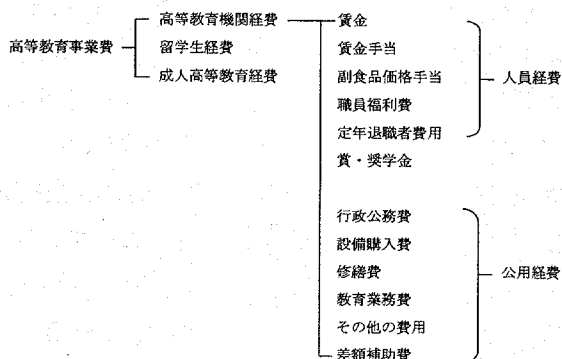 高等教育機関経費 賃金
高等教育事業費 留学生経費 賃金手当
成人高等教育経費 副食品価格手当 人員経費
職員福利費
定年退職者費用
賞・奨学金
行政公務費
設備購入費
修繕費 公用経費
教育業務費
その他の費用
差額補助費